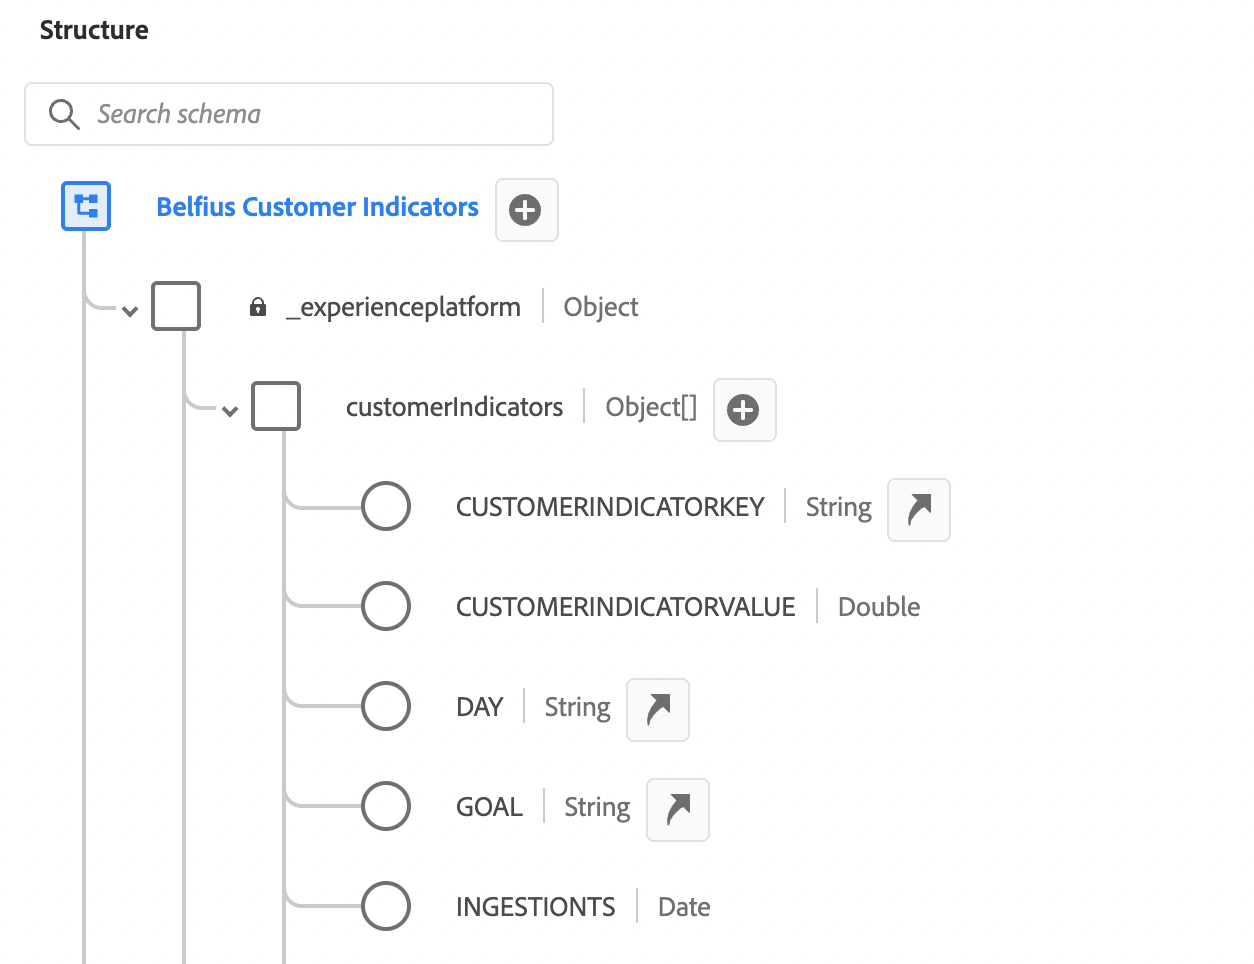 Structure
Search schema
Belfius Customer Indicators
_experienceplatform Object
customerIndicators Object[]
CUSTOMERINDICATORKEY String
CUSTOMERINDICATORVALUE Double
DAY String
GOAL String
INGESTIONTS Date